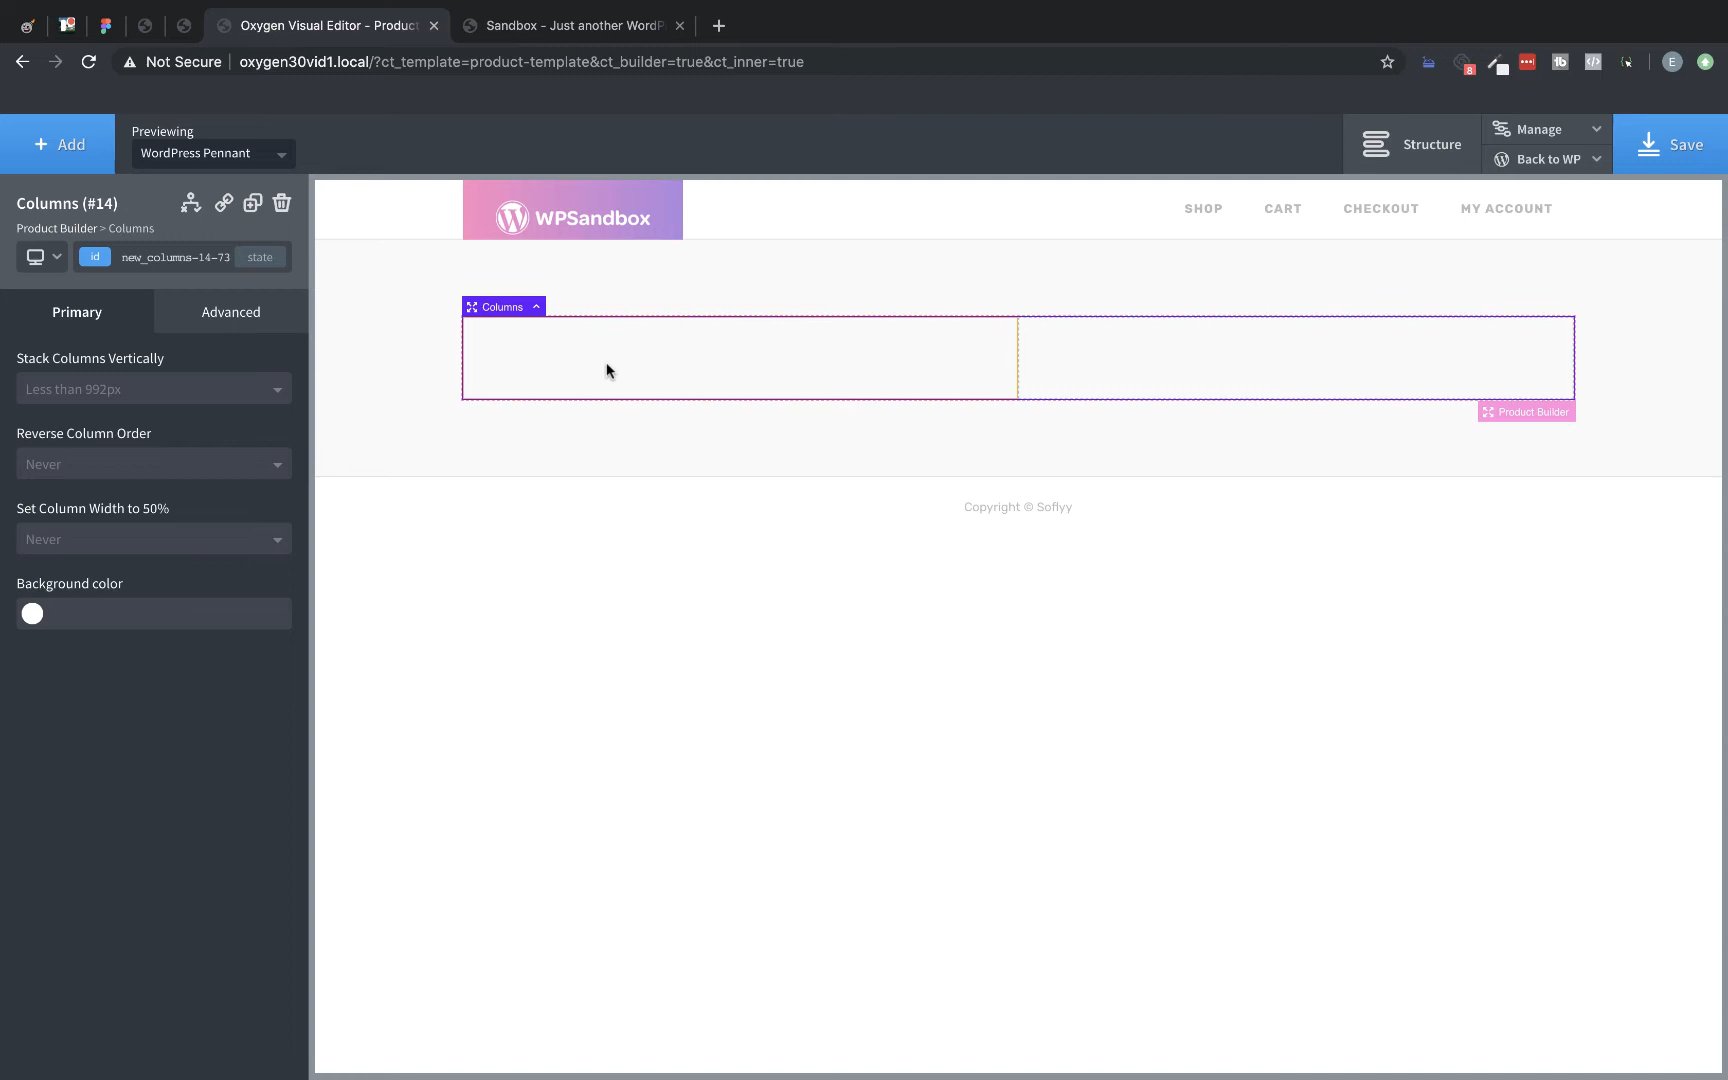 Oxygen Visual Editor - Product
Sandbox - Just another WordP
Not Secure
oxygen30vid1.local/?ct_template=product-template&ct_builder=true&ct_inner=true
8
tb
E
+ Add
Previewing
WordPress Pennant
Structure
Manage
Back to WP
Save
Columns (#14)
Product Builder > Columns
id
new_columns-14-73
state
Primary
Advanced
Stack Columns Vertically
Less than 992px
Reverse Column Order
Never
Set Column Width to 50%
Never
Background color
WPSandbox
SHOP
CART
CHECKOUT
MY ACCOUNT
Columns
Product Builder
Copyright © Soflyy